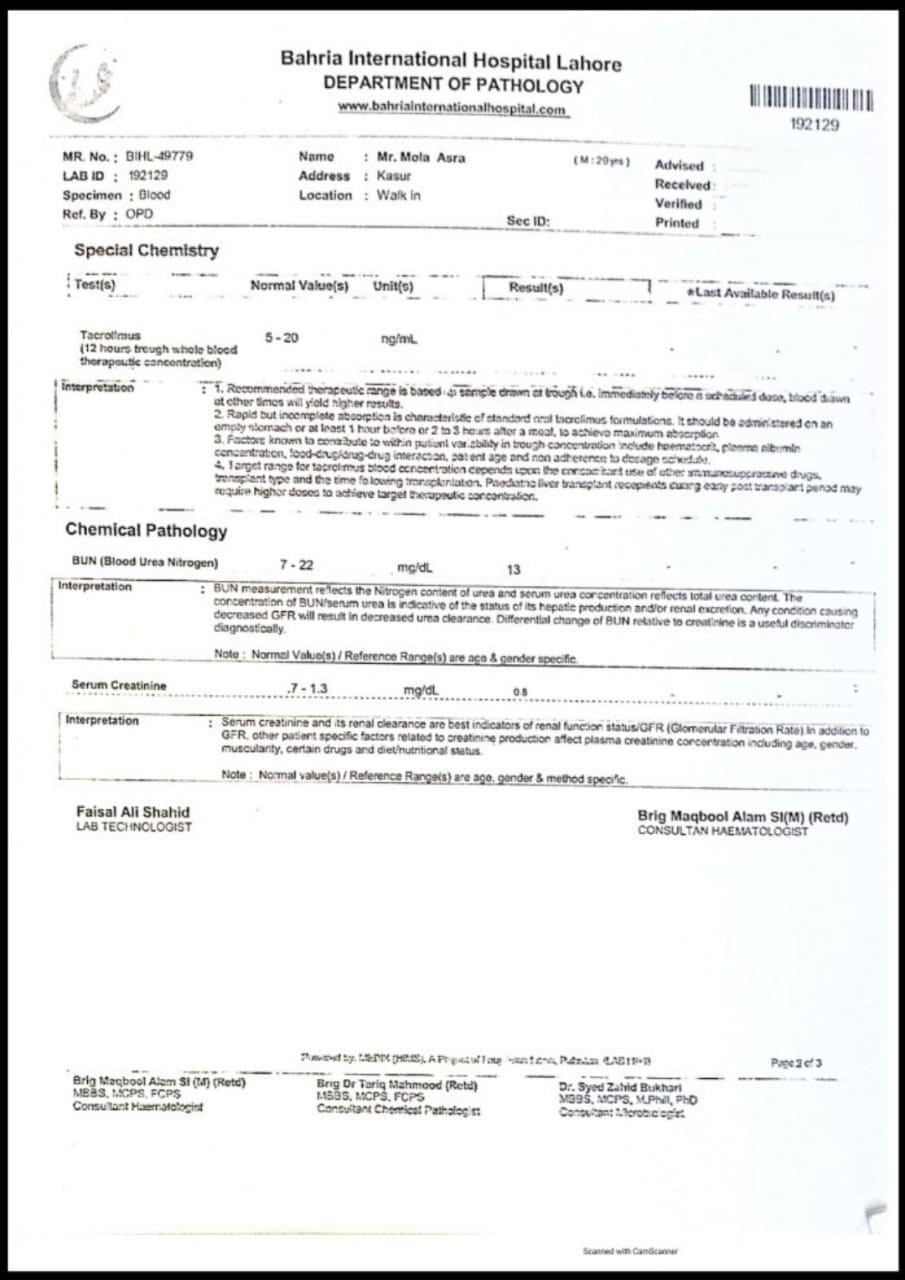 Bahria International Hospital Lahore
DEPARTMENT OF PATHOLOGY
www.bahriainternationalhospital.com
192129
MR. No. : BIHL-49779 Name : Mr. Mola Asra (M : 29 yrs) Advised :
LAB ID : 192129 Address : Kasur Received :
Specimen : Blood Location : Walk in Verified :
Ref. By : OPD Sec ID: Printed :
Special Chemistry
Test(s) Normal Value(s) Unit(s) Result(s) *Last Available Result(s)
Tacrolimus 5 - 20 ng/mL
(12 hours trough whole blood
therapeutic concentration)
Interpretation : 1. Recommended therapeutic range is based sample drawn at trough i.e. immediately before a scheduled dose, blood drawn
at other times will yield higher results.
2. Rapid but incomplete absorption is characteristic of standard oral tacrolimus formulations. It should be administered on an
empty stomach or at least 1 hour before or 2 to 3 hours after a meal, to achieve maximum absorption
3. Factors known to contribute to within patient variability in trough concentration include haematocrit, plasma albumin
concentration, food-drug/drug-drug interaction, patient age and non adherence to dosage schedule.
4. Target range for tacrolimus blood concentration depends upon the concomitant use of other immunosuppressive drugs,
transplant type and the time following transplantation. Paediatric liver transplant recepients during early post transplant period may
require higher doses to achieve target therapeutic concentration.
Chemical Pathology
BUN (Blood Urea Nitrogen) 7 - 22 mg/dL 13
Interpretation : BUN measurement reflects the Nitrogen content of urea and serum urea concentration reflects total urea content. The
concentration of BUN/serum urea is indicative of the status of its hepatic production and/or renal excretion. Any condition causing
decreased GFR will result in decreased urea clearance. Differential change of BUN relative to creatinine is a useful discriminator
diagnostically.
Note : Normal Value(s) / Reference Range(s) are age & gender specific.
Serum Creatinine .7 - 1.3 mg/dL
Interpretation : Serum creatinine and its renal clearance are best indicators of renal function status/GFR (Glomerular Filtration Rate).In addition to
GFR, other patient specific factors related to creatinine production affect plasma creatinine concentration including age, gender,
muscularity, certain drugs and diet/nutritional status.
Note : Normal value(s) / Reference Range(s) are age, gender & method specific.
Faisal Ali Shahid Brig Maqbool Alam SI(M) (Retd)
LAB TECHNOLOGIST CONSULTAN HAEMATOLOGIST
Powered by: MEDIX (HIMS), A Page 2 of 3
Brig Maqbool Alam SI (M) (Retd) Brig Dr Tariq Mahmood (Retd) Dr. Syed Zahid Bukhari
MBBS, MCPS, FCPS MBBS, MCPS, FCPS MBBS, MCPS, M.Phill, PhD
Consultant Haematologist Consultant Chemical Pathologist Consultant Microbiologist
Scanned with CamScanner